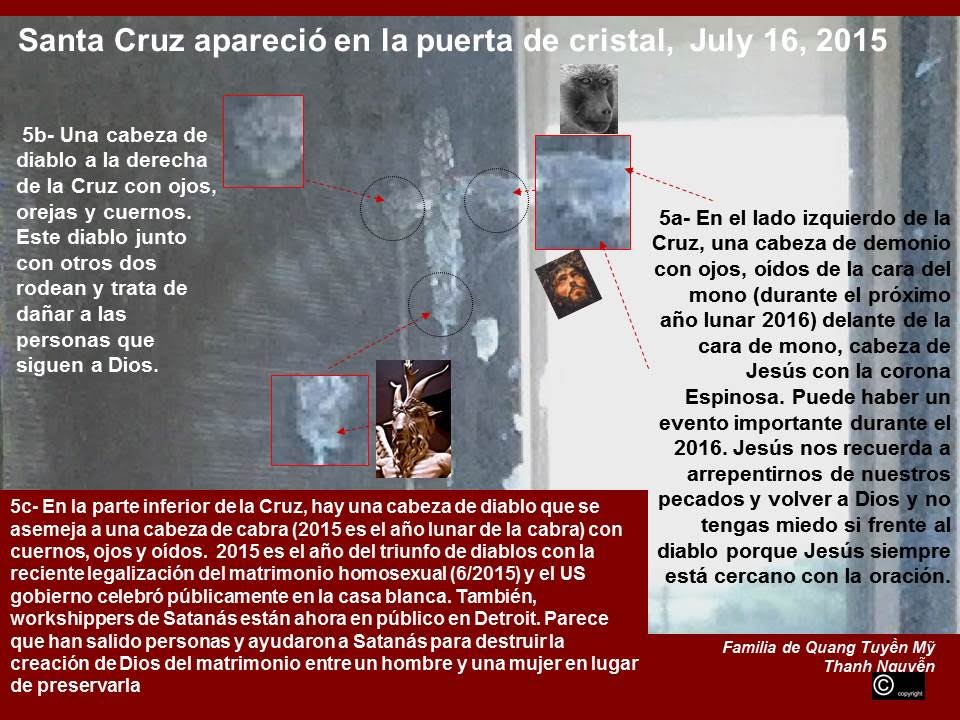 Santa Cruz apareció en la puerta de cristal, July 16, 2015
5b- Una cabeza de
diablo a la derecha
de la Cruz con ojos,
orejas y cuernos.
Este diablo junto
con otros dos
rodean y trata de
dañar a las
personas que
siguen a Dios.
5a- En el lado izquierdo de la
Cruz, una cabeza de demonio
con ojos, oídos de la cara del
mono (durante el próximo
año lunar 2016) delante de la
cara de mono, cabeza de
Jesús con la corona
Espinosa. Puede haber un
evento importante durante el
2016. Jesús nos recuerda a
arrepentirnos de nuestros
pecados y volver a Dios y no
tengas miedo si frente al
diablo porque Jesús siempre
está cercano con la oración.
5c- En la parte inferior de la Cruz, hay una cabeza de diablo que se
asemeja a una cabeza de cabra (2015 es el año lunar de la cabra) con
cuernos, ojos y oídos. 2015 es el año del triunfo de diablos con la
reciente legalización del matrimonio homosexual (6/2015) y el US
gobierno celebró públicamente en la casa blanca. También,
workshippers de Satanás están ahora en público en Detroit. Parece
que han salido personas y ayudaron a Satanás para destruir la
creación de Dios del matrimonio entre un hombre y una mujer en lugar
de preservarla
Familia de Quang Tuyền Mỹ
Thanh Nguyễn
© copyright